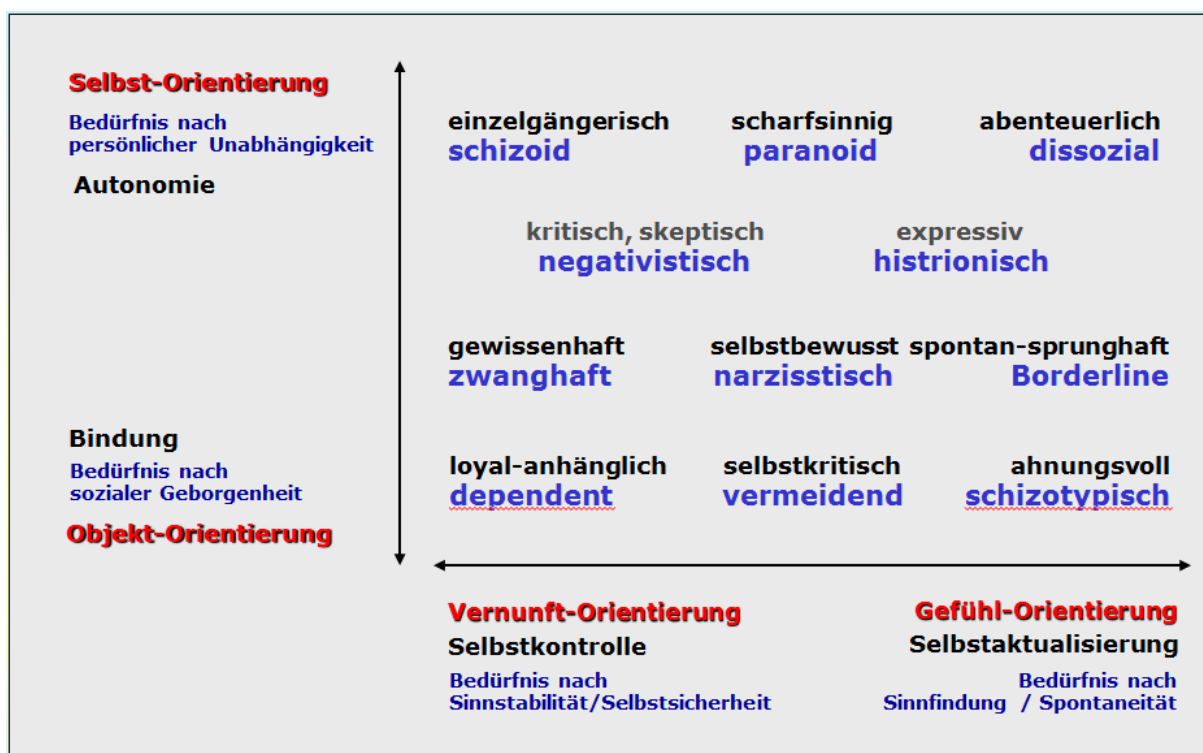 Selbst-Orientierung
Bedürfnis nach
persönlicher Unabhängigkeit
Autonomie
einzelgängerisch scharfsinnig abenteuerlich
schizoid paranoid dissozial
kritisch, skeptisch expressiv
negativistisch histrionisch
gewissenhaft selbstbewusst spontan-sprunghaft
zwanghaft narzisstisch Borderline
Bindung
Bedürfnis nach
sozialer Geborgenheit
Objekt-Orientierung
loyal-anhänglich selbstkritisch ahnungsvoll
dependent vermeidend schizotypisch
Vernunft-Orientierung Gefühl-Orientierung
Selbstkontrolle Selbstaktualisierung
Bedürfnis nach Bedürfnis nach
Sinnstabilität/Selbstsicherheit Sinnfindung / Spontaneität